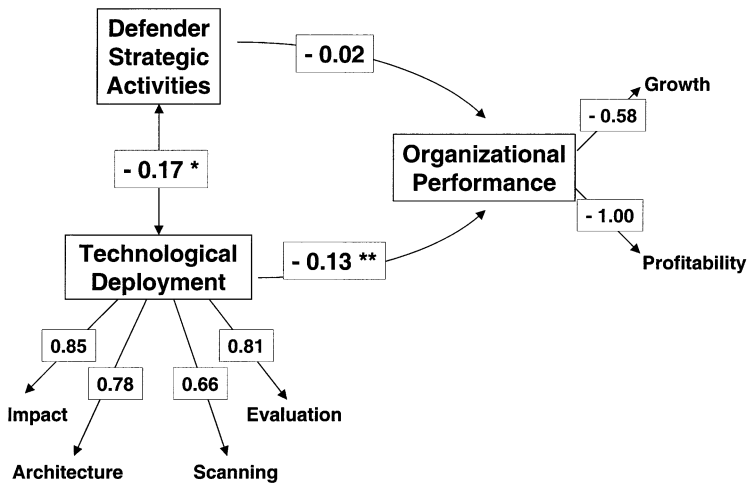 Defender
Strategic
Activities
- 0.02
Growth
- 0.58
- 0.17 *
Organizational
Performance
- 1.00
Technological
Deployment
- 0.13 **
Profitability
0.85
0.81
0.78
0.66
Impact
Evaluation
Architecture
Scanning